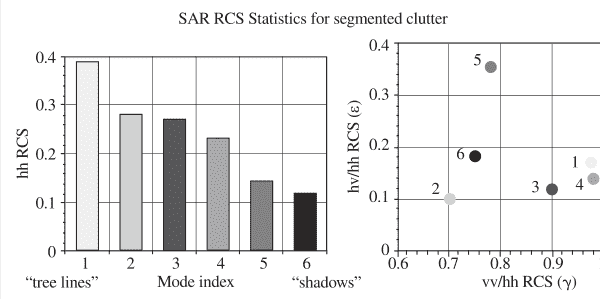 SAR RCS Statistics for segmented clutter
hh RCS
0.4
0.3
0.2
0.1
0
1 2 3 4 5 6
"tree lines" Mode index "shadows"
hv/hh RCS (ε)
0.4
0.3
0.2
0.1
0
5
6
1
2
3
4
0.6 0.7 0.8 0.9
vv/hh RCS (γ)